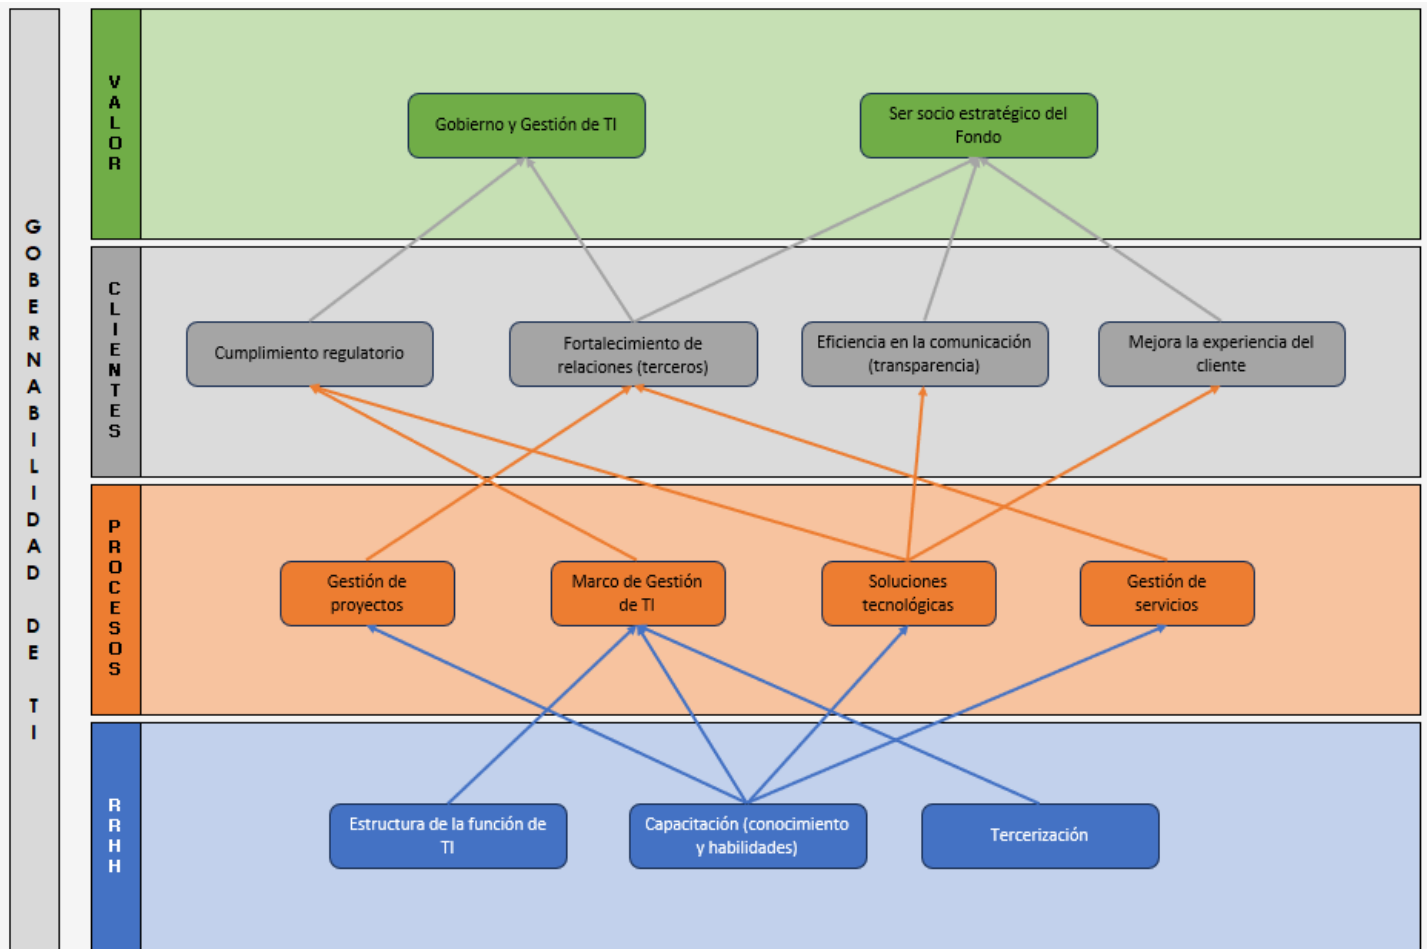 GOBERNABILIDAD DE TI
VALOR
Gobierno y Gestión de TI
Ser socio estratégico del
Fondo
CLIENTES
Cumplimiento regulatorio
Fortalecimiento de
relaciones (terceros)
Eficiencia en la comunicación
(transparencia)
Mejora la experiencia del
cliente
PROCESOS
Gestión de
proyectos
Marco de Gestión
de TI
Soluciones
tecnológicas
Gestión de
servicios
RRHH
Estructura de la función de
TI
Capacitación (conocimiento
y habilidades)
Tercerización